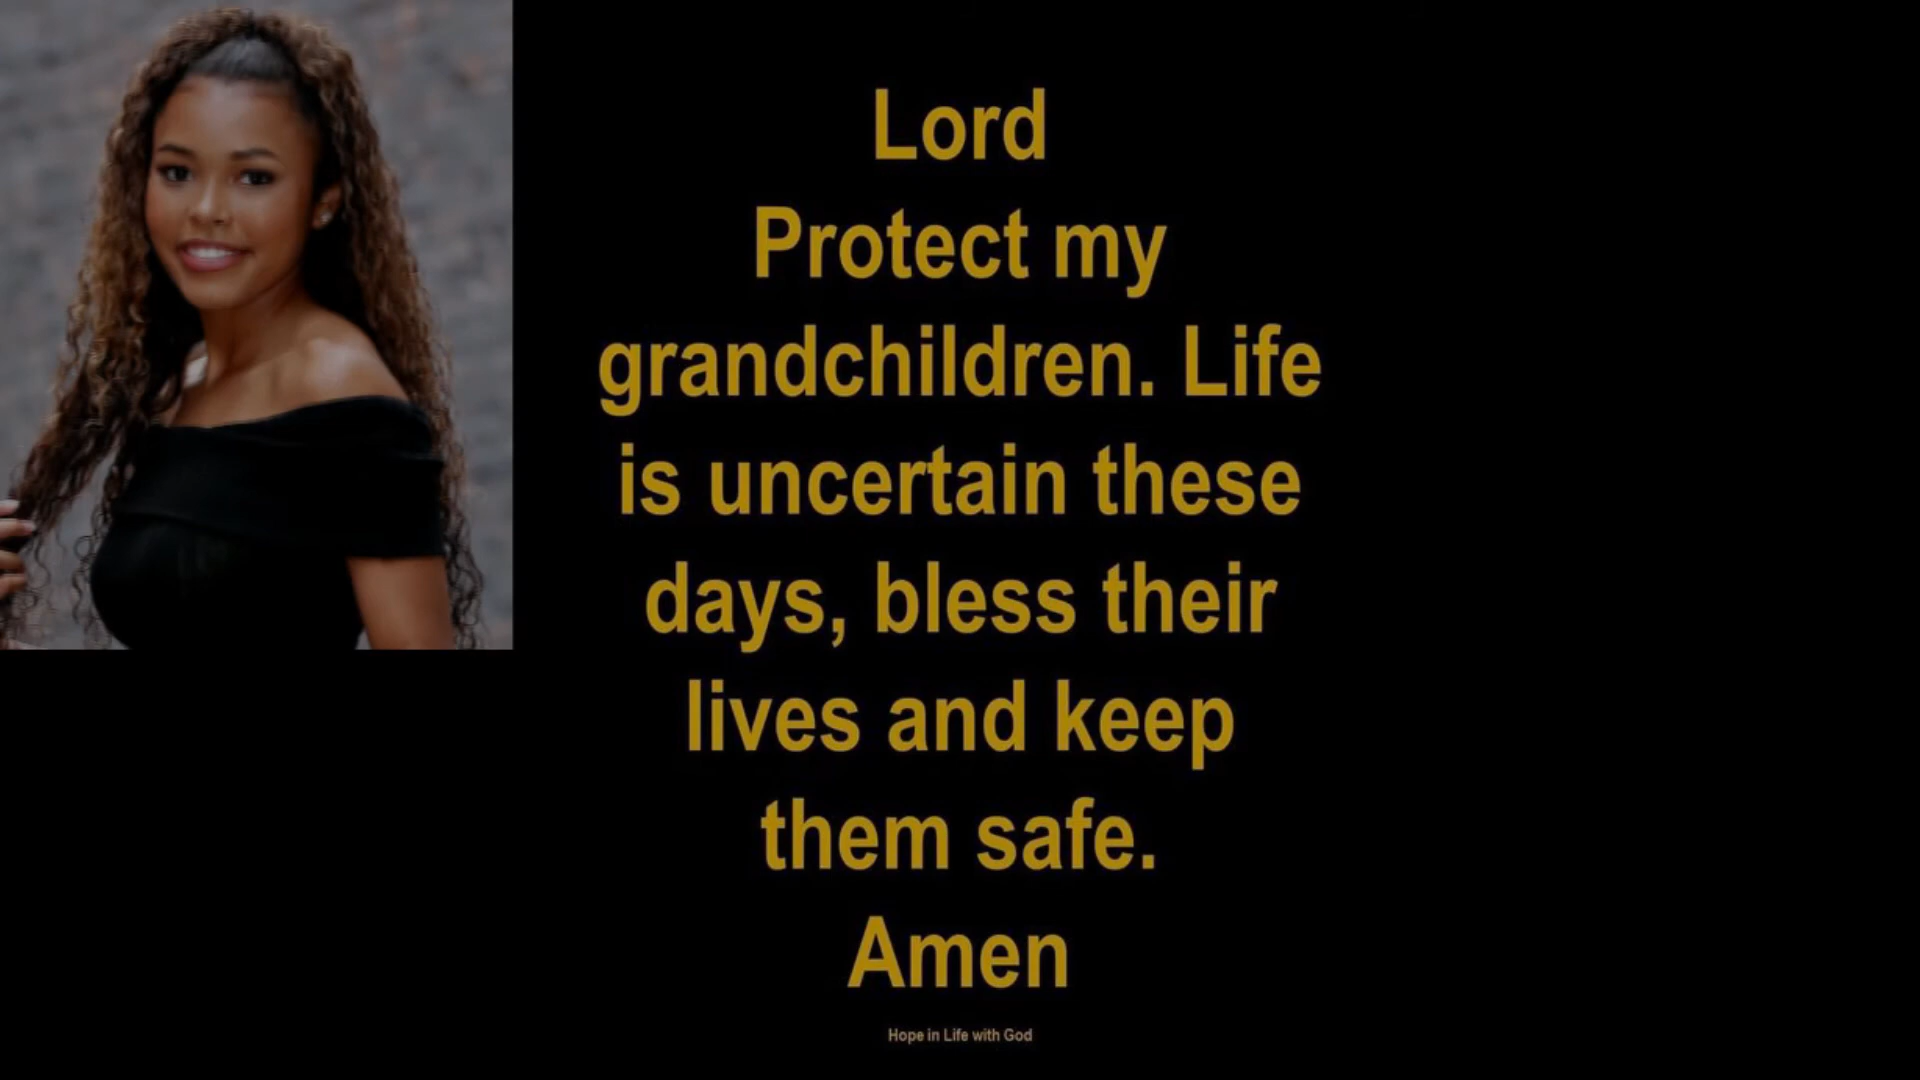 Lord
Protect my
grandchildren. Life
is uncertain these
days, bless their
lives and keep
them safe.
Amen
Hope in Life with God